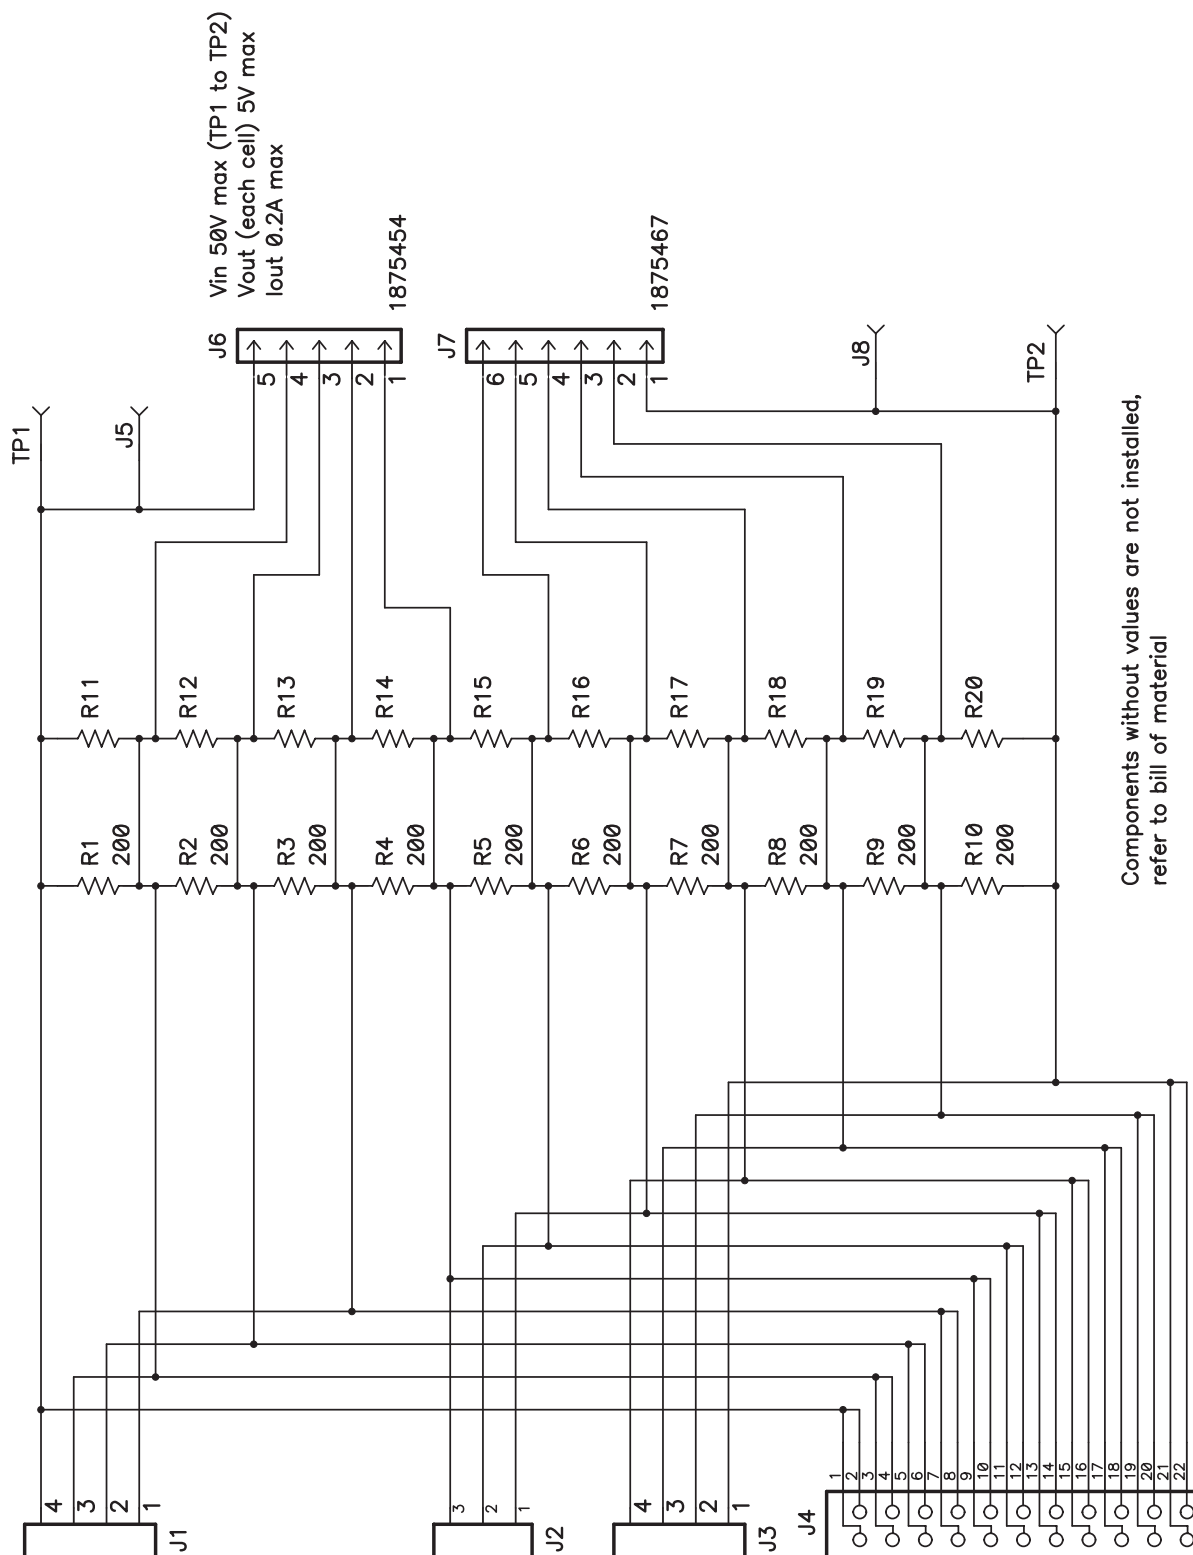 Vin 50V max (TP1 to TP2)
Vout (each cell) 5V max
Iout 0.2A max
TP1
J5
J6
5
4
3
2
1
1875454
J7
6
5
4
3
2
1
1875467
J8
TP2
R11
R12
R13
R14
R15
R16
R17
R18
R19
R20
R1
200
R2
200
R3
200
R4
200
R5
200
R6
200
R7
200
R8
200
R9
200
R10
200
Components without values are not installed,
refer to bill of material
4
3
2
1
J1
3
2
1
J2
4
3
2
1
J3
J4
1
2
3
4
5
6
7
8
9
10
11
12
13
14
15
16
17
18
19
20
21
22